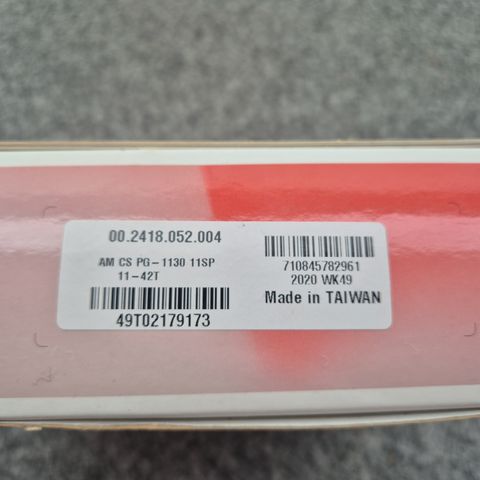 00.2418.052.004
AM CS PG-1130 11SP
11-42T
49T02179173
710845782961
2020 WK49
Made in TAIWAN